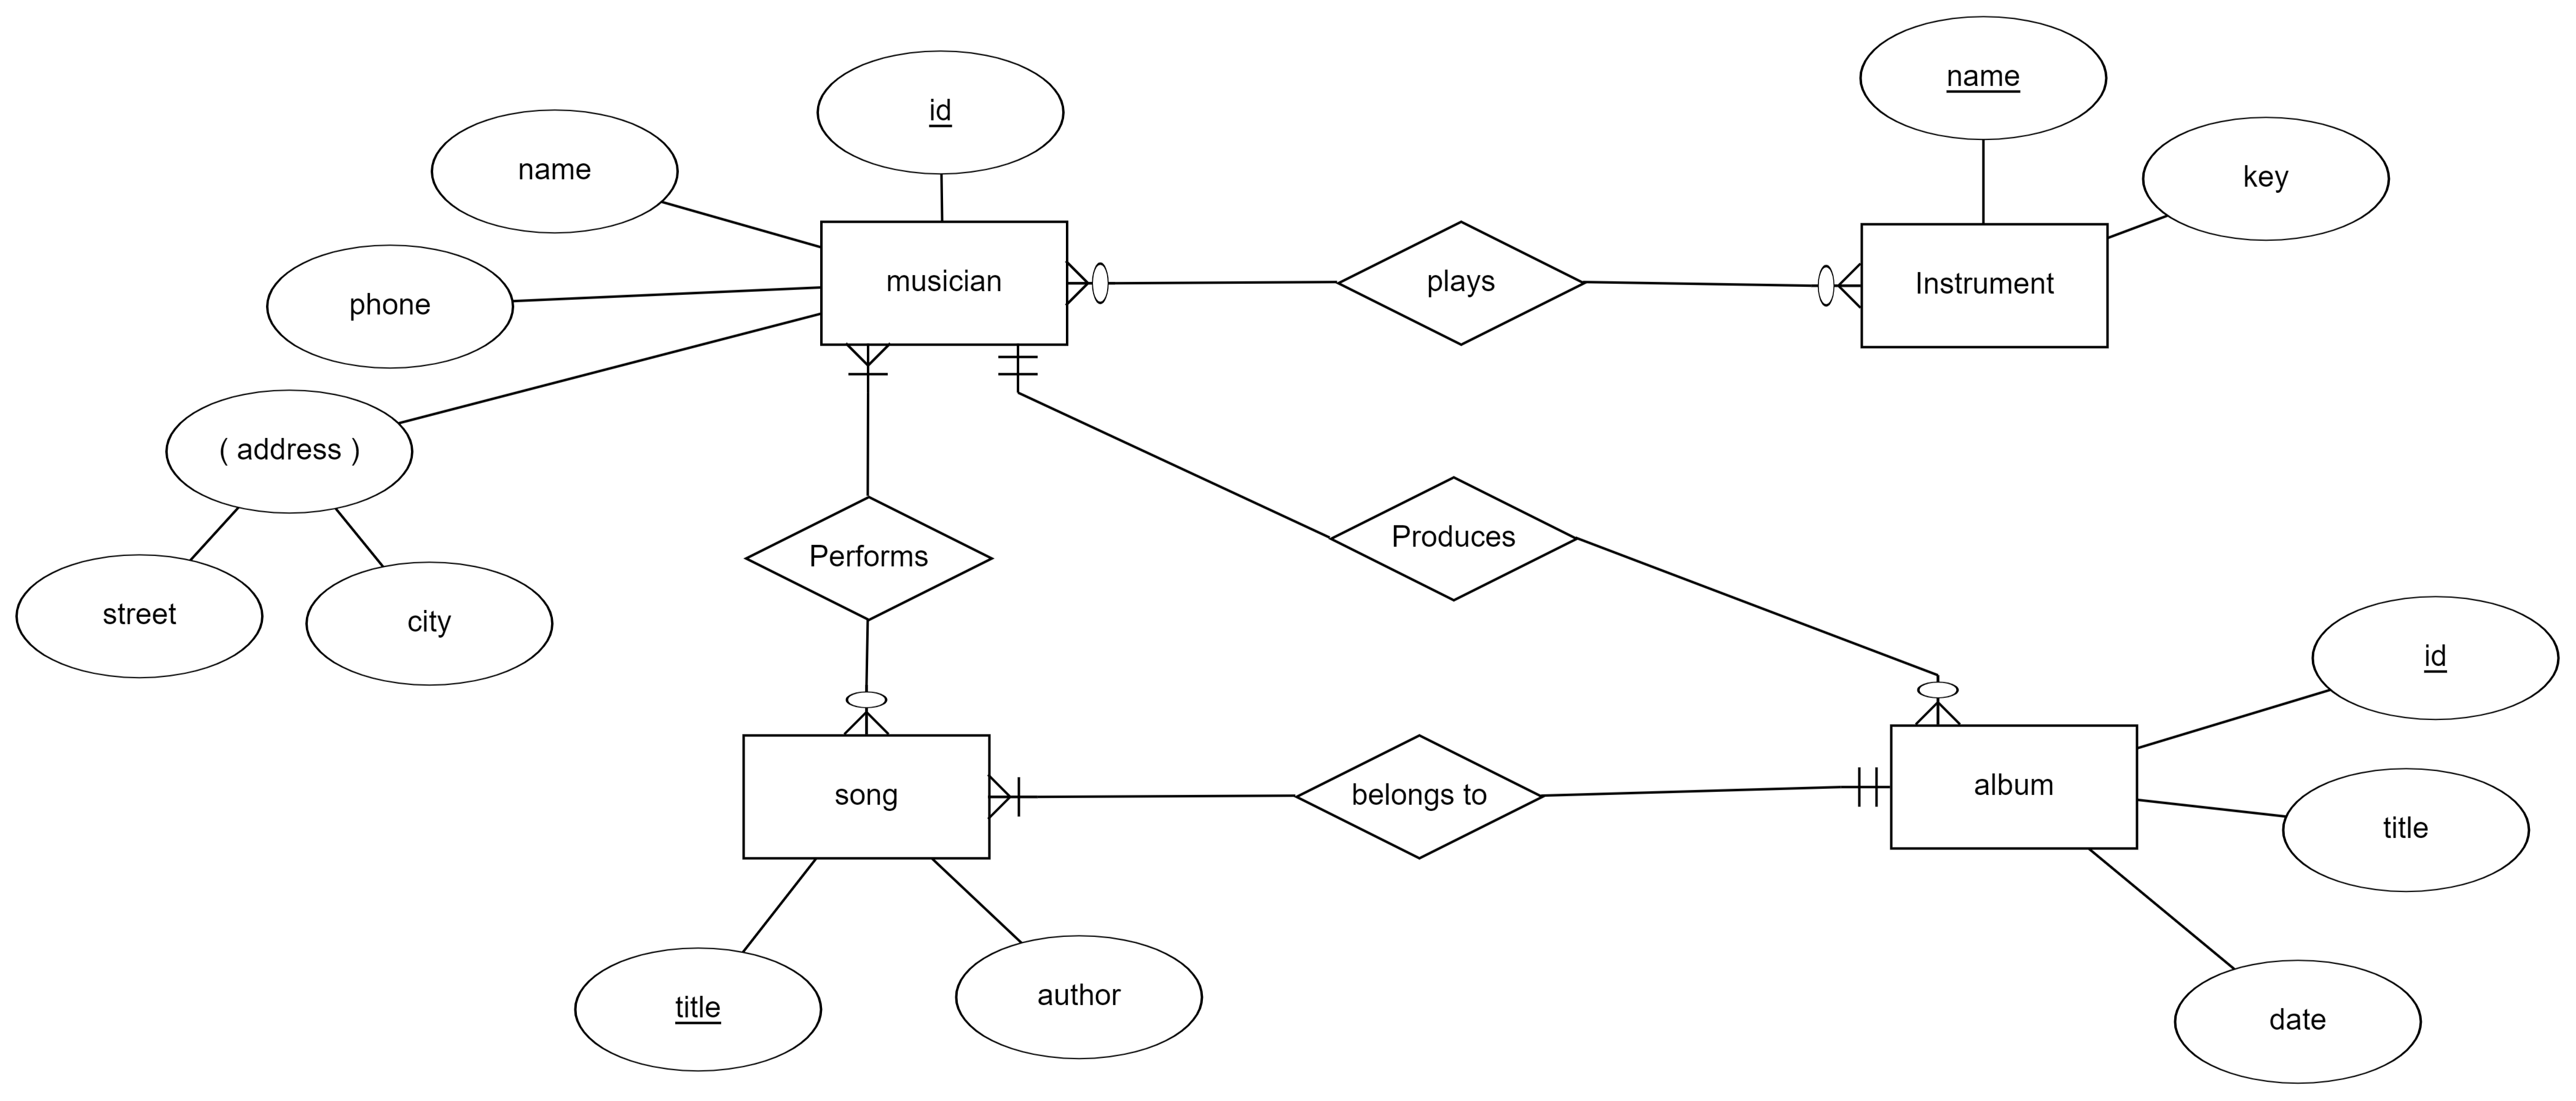 name
id
key
name
phone
musician
plays
Instrument
( address )
street
city
Performs
Produces
id
song
belongs to
album
title
title
author
date